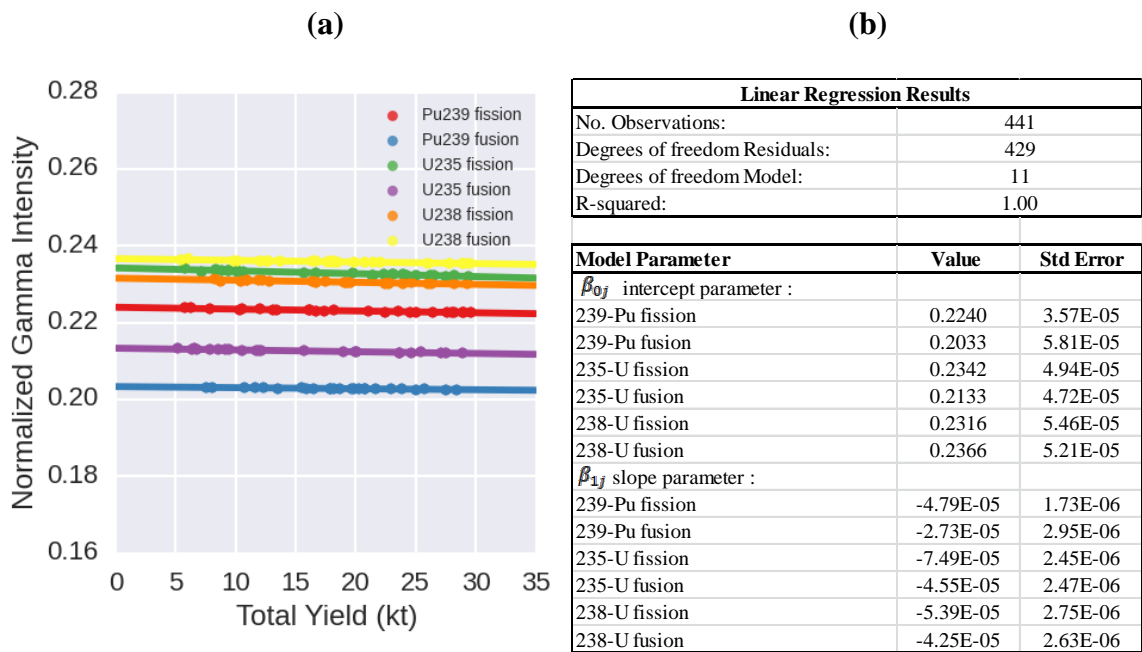 (a)
Normalized Gamma Intensity
0.28
0.26
0.24
0.22
0.20
0.18
0.16
0 5 10 15 20 25 30 35
Total Yield (kt)
Pu239 fission
Pu239 fusion
U235 fission
U235 fusion
U238 fission
U238 fusion
(b)
Linear Regression Results
No. Observations: 441
Degrees of freedom Residuals: 429
Degrees of freedom Model: 11
R-squared: 1.00
Model Parameter Value Std Error
β0j intercept parameter :
239-Pu fission 0.2240 3.57E-05
239-Pu fusion 0.2033 5.81E-05
235-U fission 0.2342 4.94E-05
235-U fusion 0.2133 4.72E-05
238-U fission 0.2316 5.46E-05
238-U fusion 0.2366 5.21E-05
β1j slope parameter :
239-Pu fission -4.79E-05 1.73E-06
239-Pu fusion -2.73E-05 2.95E-06
235-U fission -7.49E-05 2.45E-06
235-U fusion -4.55E-05 2.47E-06
238-U fission -5.39E-05 2.75E-06
238-U fusion -4.25E-05 2.63E-06